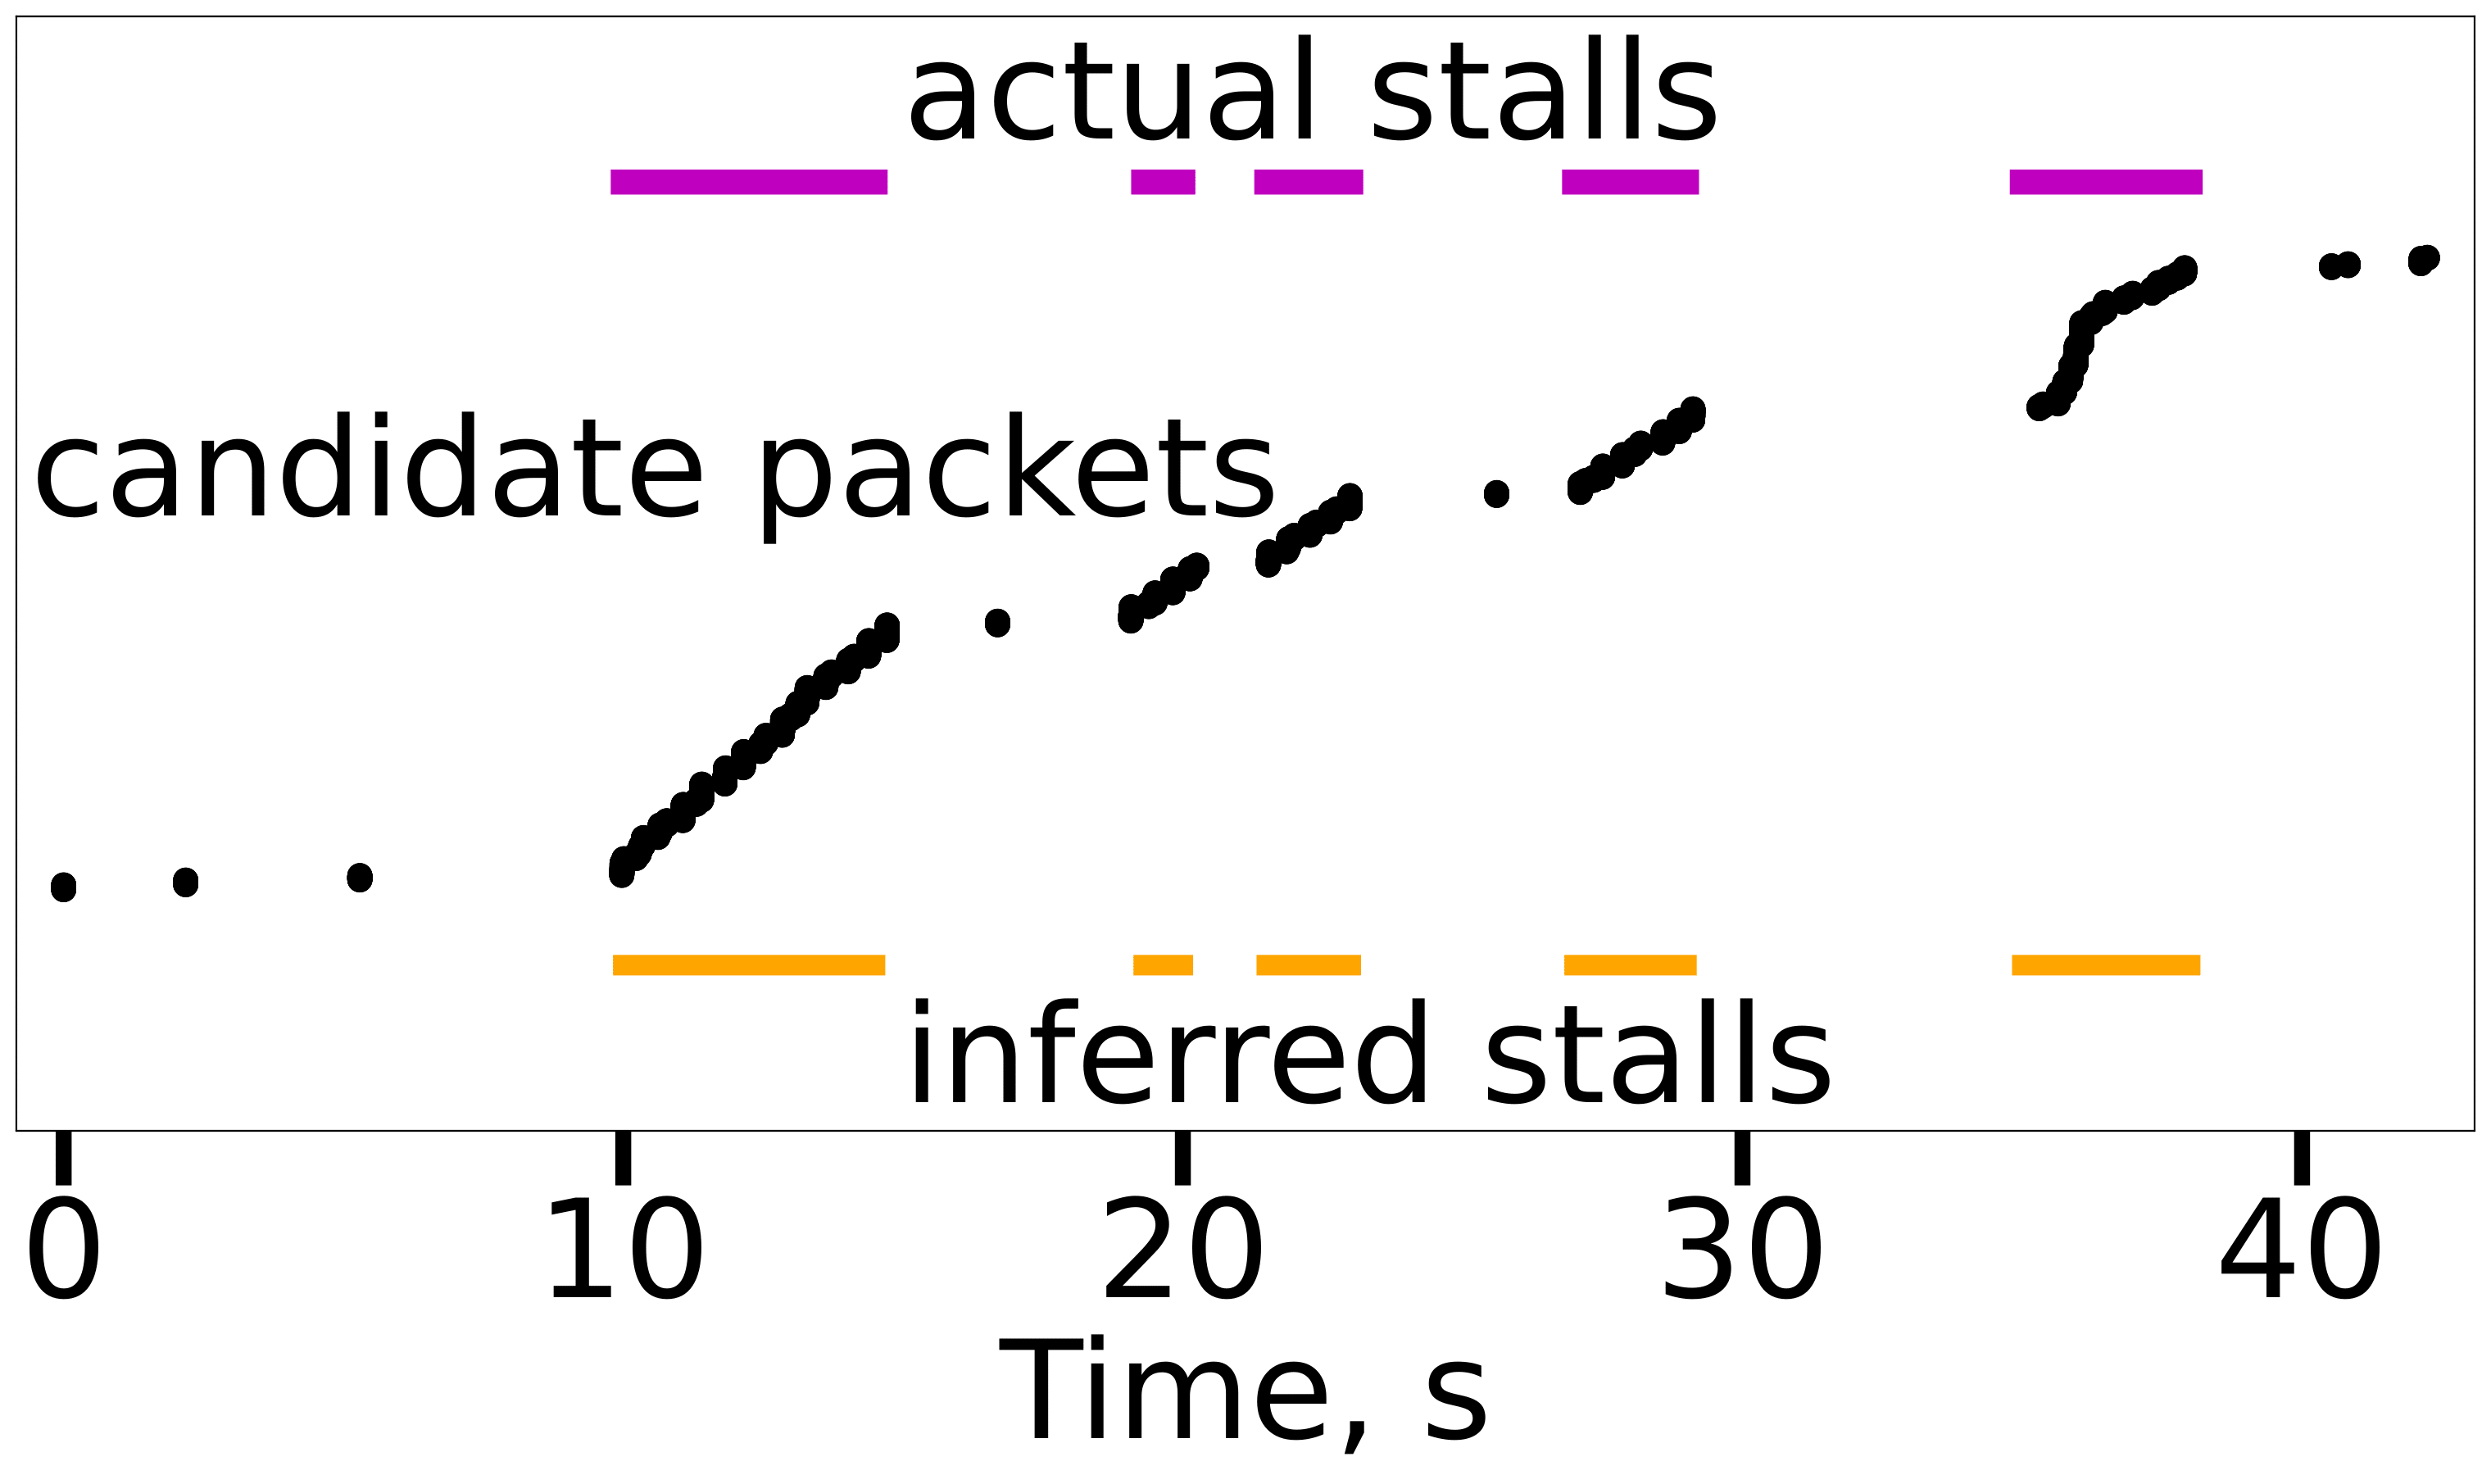 actual stalls
candidate packets
inferred stalls
0 10 20 30 40
Time, s